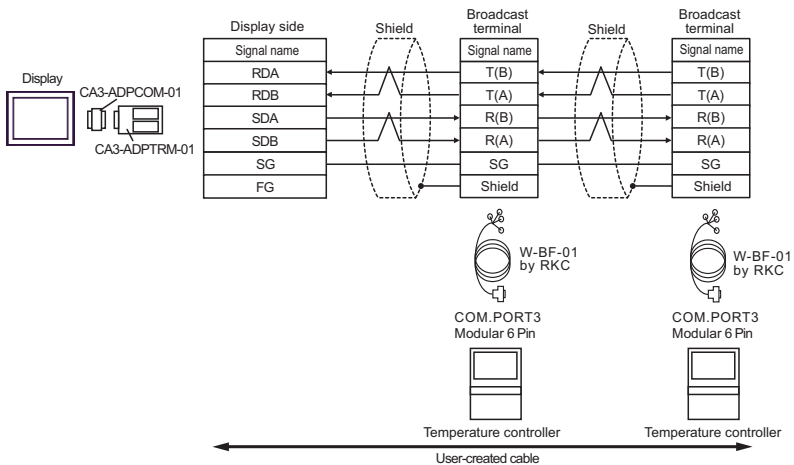 Display
CA3-ADPCOM-01
CA3-ADPTRM-01
Display side
Signal name
RDA
RDB
SDA
SDB
SG
FG
Shield
Broadcast
terminal
Signal name
T(B)
T(A)
R(B)
R(A)
SG
Shield
Shield
Broadcast
terminal
Signal name
T(B)
T(A)
R(B)
R(A)
SG
Shield
W-BF-01
by RKC
COM.PORT3
Modular 6 Pin
Temperature controller
W-BF-01
by RKC
COM.PORT3
Modular 6 Pin
Temperature controller
User-created cable